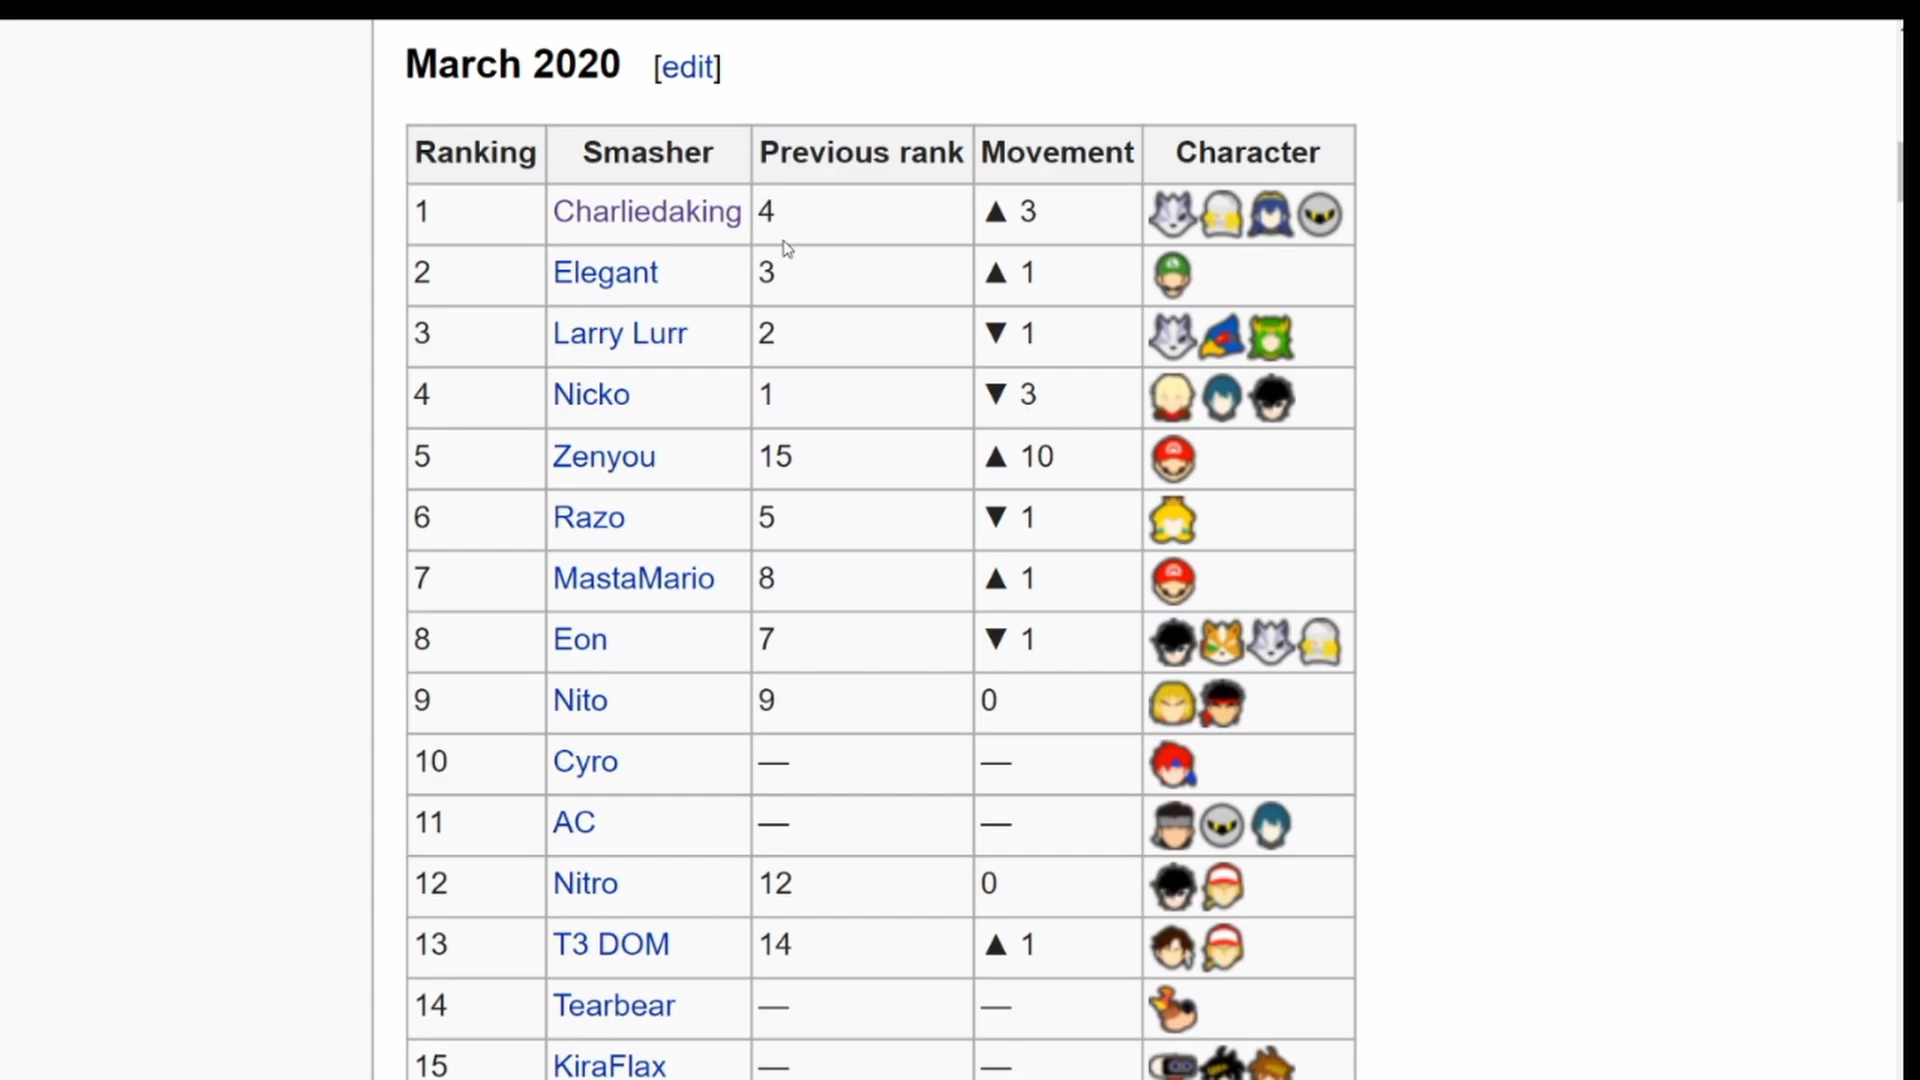 March 2020 [edit]
Ranking Smasher Previous rank Movement Character
1 Charliedaking 4 ▲ 3
2 Elegant 3 ▲ 1
3 Larry Lurr 2 ▼ 1
4 Nicko 1 ▼ 3
5 Zenyou 15 ▲ 10
6 Razo 5 ▼ 1
7 MastaMario 8 ▲ 1
8 Eon 7 ▼ 1
9 Nito 9 0
10 Cyro — —
11 AC — —
12 Nitro 12 0
13 T3 DOM 14 ▲ 1
14 Tearbear — —
15 KiraFlax — —